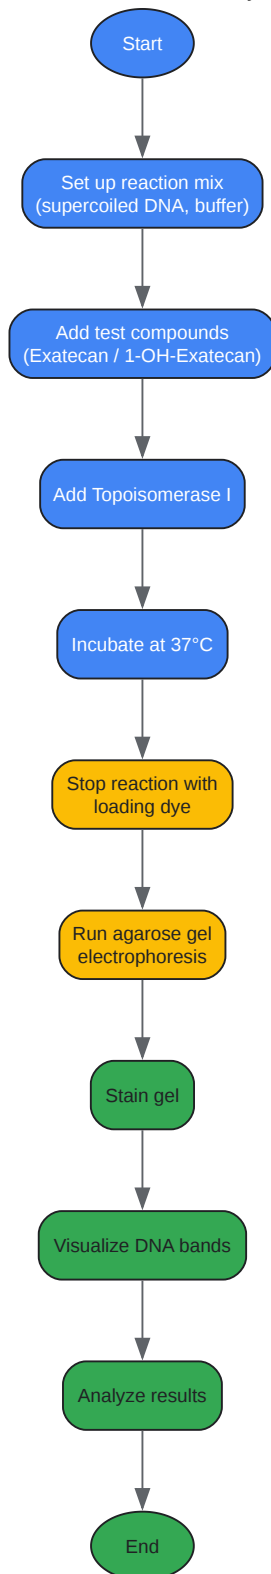 Start
Set up reaction mix
(supercoiled DNA, buffer)
Add test compounds
(Exatecan / 1-OH-Exatecan)
Add Topoisomerase I
Incubate at 37°C
Stop reaction with
loading dye
Run agarose gel
electrophoresis
Stain gel
Visualize DNA bands
Analyze results
End